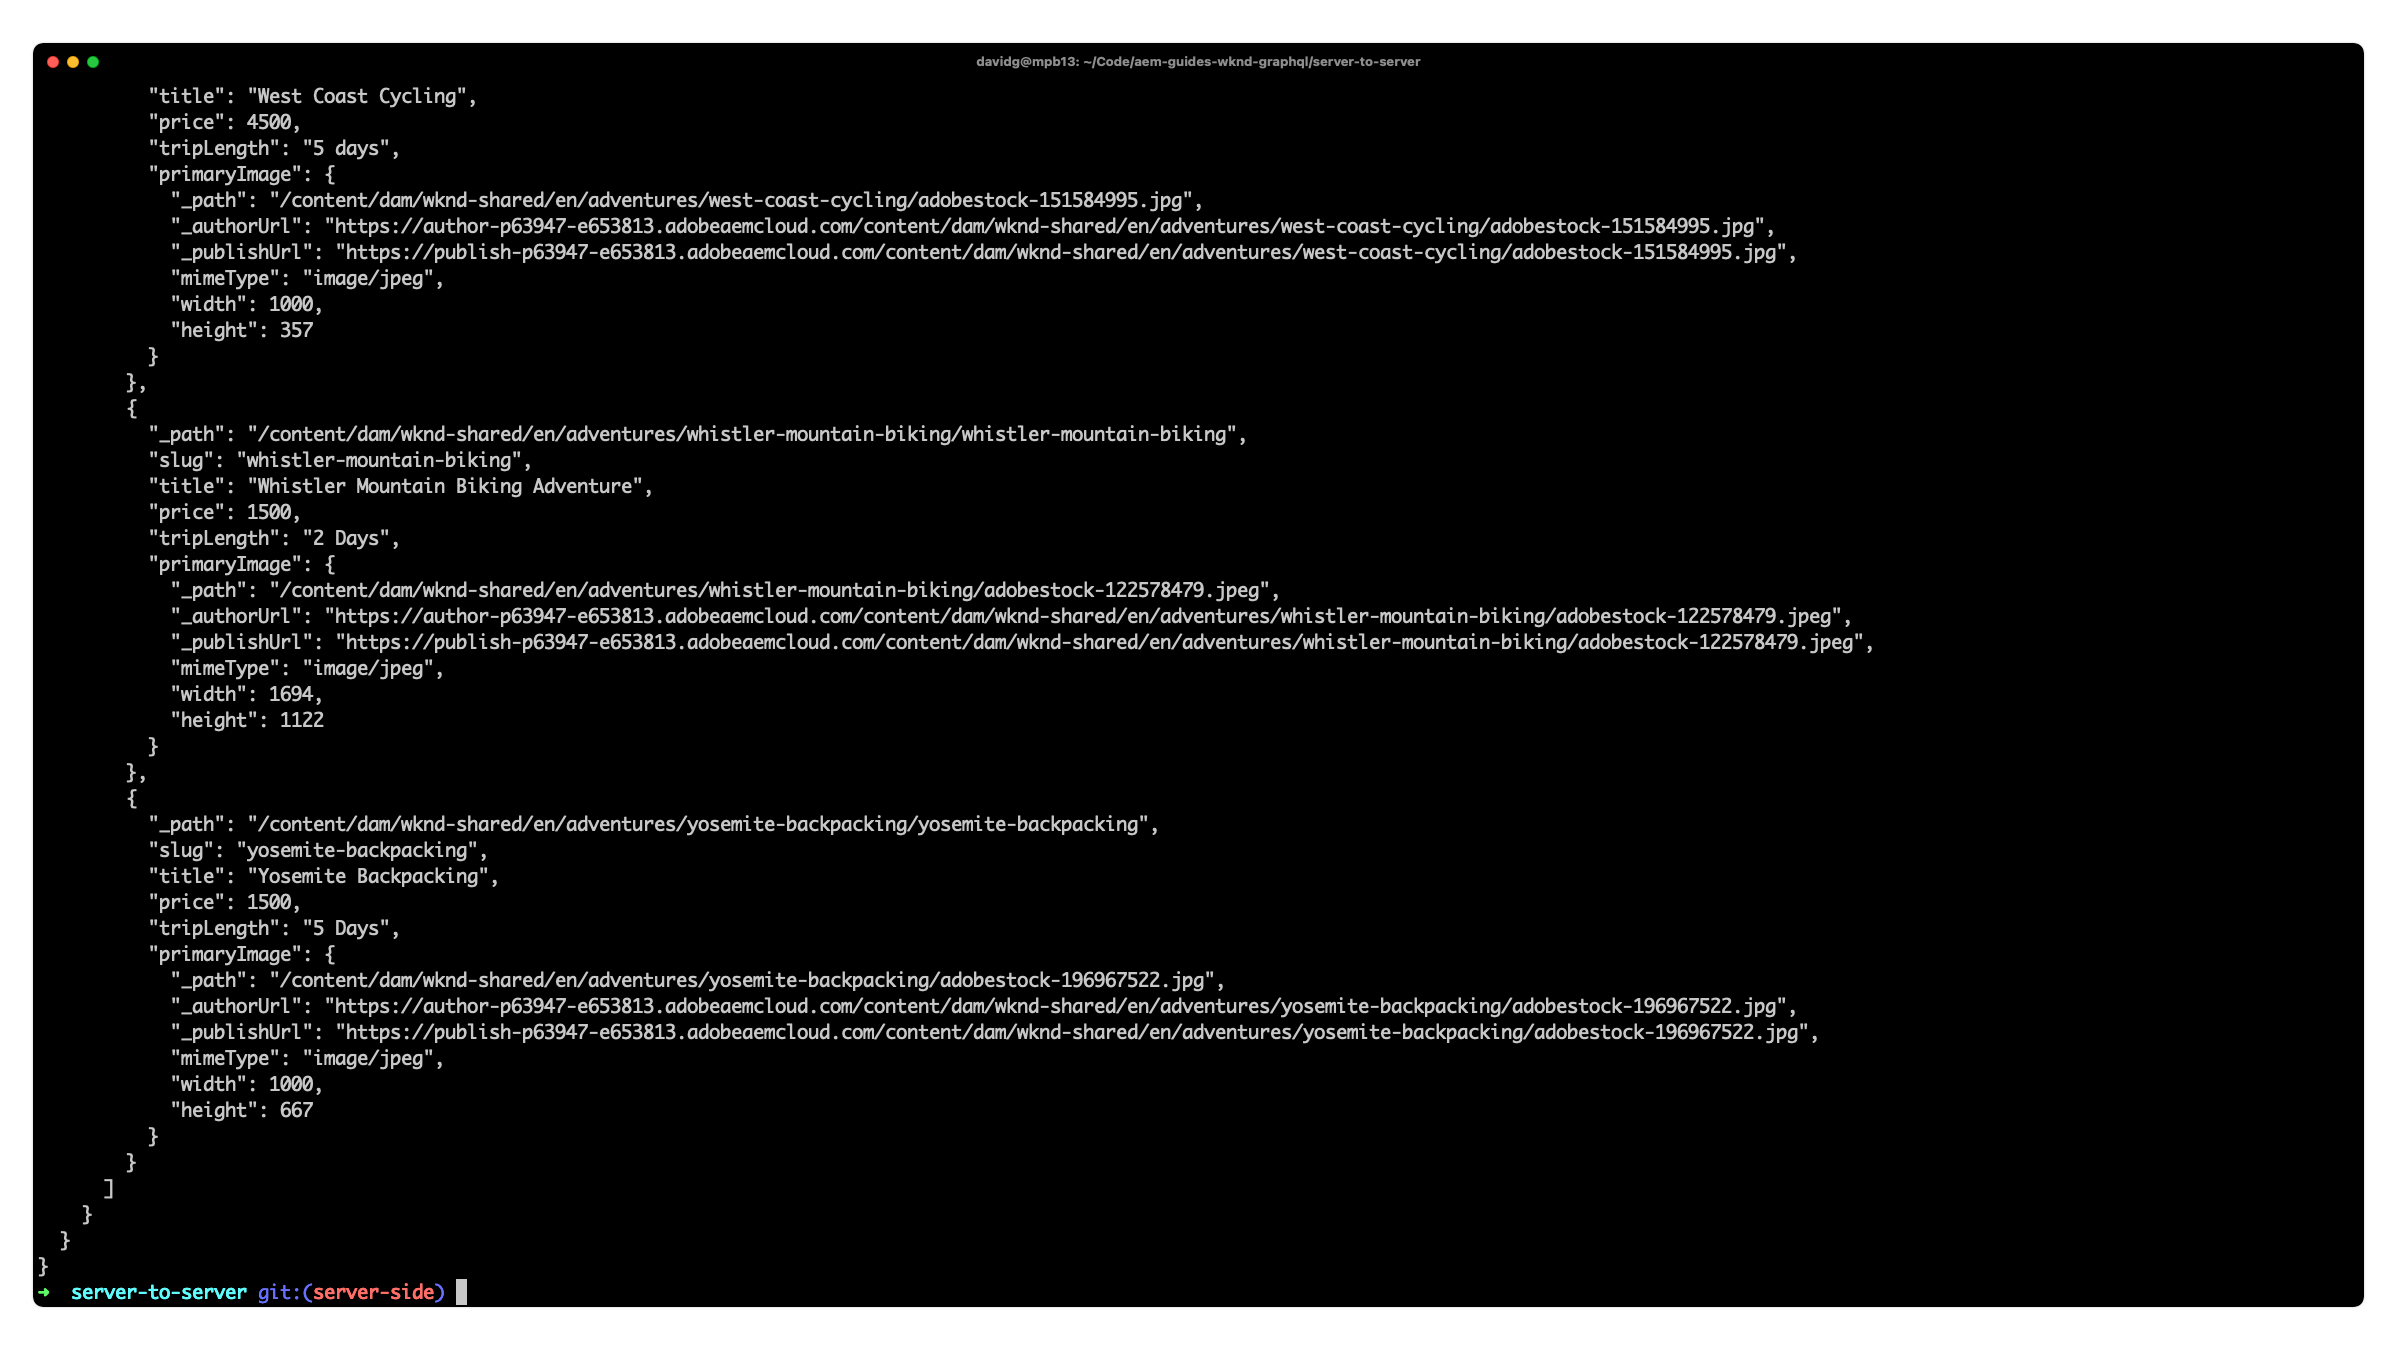 davidg@mpb13: ~/Code/aem-guides-wknd-graphql/server-to-server
"title": "West Coast Cycling",
"price": 4500,
"tripLength": "5 days",
"primaryImage": {
"_path": "/content/dam/wknd-shared/en/adventures/west-coast-cycling/adobestock-151584995.jpg",
"_authorUrl": "https://author-p63947-e653813.adobeaemcloud.com/content/dam/wknd-shared/en/adventures/west-coast-cycling/adobestock-151584995.jpg",
"_publishUrl": "https://publish-p63947-e653813.adobeaemcloud.com/content/dam/wknd-shared/en/adventures/west-coast-cycling/adobestock-151584995.jpg",
"mimeType": "image/jpeg",
"width": 1000,
"height": 357
}
},
{
"_path": "/content/dam/wknd-shared/en/adventures/whistler-mountain-biking/whistler-mountain-biking",
"slug": "whistler-mountain-biking",
"title": "Whistler Mountain Biking Adventure",
"price": 1500,
"tripLength": "2 Days",
"primaryImage": {
"_path": "/content/dam/wknd-shared/en/adventures/whistler-mountain-biking/adobestock-122578479.jpeg",
"_authorUrl": "https://author-p63947-e653813.adobeaemcloud.com/content/dam/wknd-shared/en/adventures/whistler-mountain-biking/adobestock-122578479.jpeg",
"_publishUrl": "https://publish-p63947-e653813.adobeaemcloud.com/content/dam/wknd-shared/en/adventures/whistler-mountain-biking/adobestock-122578479.jpeg",
"mimeType": "image/jpeg",
"width": 1694,
"height": 1122
}
},
{
"_path": "/content/dam/wknd-shared/en/adventures/yosemite-backpacking/yosemite-backpacking",
"slug": "yosemite-backpacking",
"title": "Yosemite Backpacking",
"price": 1500,
"tripLength": "5 Days",
"primaryImage": {
"_path": "/content/dam/wknd-shared/en/adventures/yosemite-backpacking/adobestock-196967522.jpg",
"_authorUrl": "https://author-p63947-e653813.adobeaemcloud.com/content/dam/wknd-shared/en/adventures/yosemite-backpacking/adobestock-196967522.jpg",
"_publishUrl": "https://publish-p63947-e653813.adobeaemcloud.com/content/dam/wknd-shared/en/adventures/yosemite-backpacking/adobestock-196967522.jpg",
"mimeType": "image/jpeg",
"width": 1000,
"height": 667
}
}
]
}
}
}
➜ server-to-server git:(server-side)